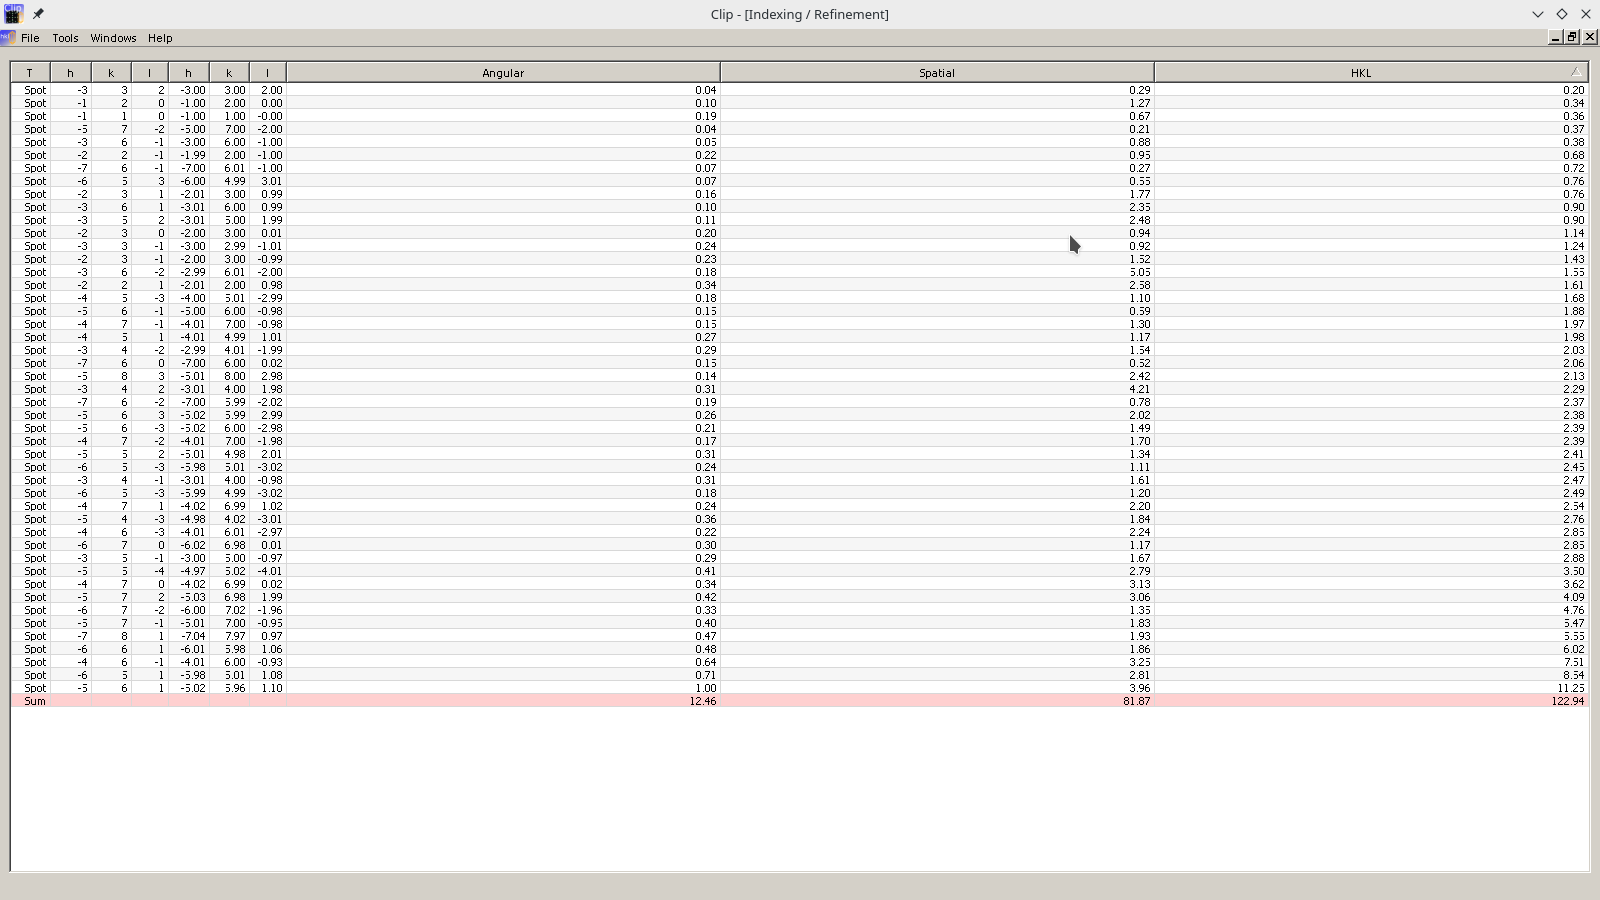 Clip - [Indexing / Refinement]
File Tools Windows Help
T h k l h k l Angular Spatial HKL
Spot -3 3 2 -3.00 3.00 2.00 0.04 0.29 0.20
Spot -1 2 0 -1.00 2.00 0.00 0.10 1.27 0.34
Spot -1 1 0 -1.00 1.00 -0.00 0.19 0.67 0.36
Spot -5 7 -2 -5.00 7.00 -2.00 0.04 0.21 0.37
Spot -3 6 -1 -3.00 6.00 -1.00 0.05 0.88 0.38
Spot -2 2 -1 -1.99 2.00 -1.00 0.22 0.95 0.68
Spot -7 6 -1 -7.00 6.01 -1.00 0.07 0.27 0.72
Spot -6 5 3 -6.00 4.99 3.01 0.07 0.55 0.76
Spot -2 3 1 -2.01 3.00 0.99 0.16 1.77 0.76
Spot -3 6 1 -3.01 6.00 0.99 0.10 2.35 0.90
Spot -3 5 2 -3.01 5.00 1.99 0.11 2.48 0.90
Spot -2 3 0 -2.00 3.00 0.01 0.20 0.94 1.14
Spot -3 3 -1 -3.00 2.99 -1.01 0.24 0.92 1.24
Spot -2 3 -1 -2.00 3.00 -0.99 0.23 1.52 1.43
Spot -3 6 -2 -2.99 6.01 -2.00 0.18 5.05 1.55
Spot -2 2 1 -2.01 2.00 0.98 0.34 2.58 1.61
Spot -4 5 -3 -4.00 5.01 -2.99 0.18 1.10 1.68
Spot -5 6 -1 -5.00 6.00 -0.98 0.15 0.59 1.88
Spot -4 7 -1 -4.01 7.00 -0.98 0.15 1.30 1.97
Spot -4 5 1 -4.01 4.99 1.01 0.27 1.17 1.98
Spot -3 4 -2 -2.99 4.01 -1.99 0.29 1.54 2.03
Spot -7 6 0 -7.00 6.00 0.02 0.15 0.52 2.06
Spot -5 8 3 -5.01 8.00 2.98 0.14 2.42 2.13
Spot -3 4 2 -3.01 4.00 1.98 0.31 4.21 2.29
Spot -7 6 -2 -7.00 5.99 -2.02 0.19 0.78 2.37
Spot -5 6 3 -5.02 5.99 2.99 0.26 2.02 2.38
Spot -5 6 -3 -5.02 6.00 -2.98 0.21 1.49 2.39
Spot -4 7 -2 -4.01 7.00 -1.98 0.17 1.70 2.39
Spot -5 5 2 -5.01 4.98 2.01 0.31 1.34 2.41
Spot -6 5 -3 -5.98 5.01 -3.02 0.24 1.11 2.45
Spot -3 4 -1 -3.01 4.00 -0.98 0.31 1.61 2.47
Spot -6 5 -3 -5.99 4.99 -3.02 0.18 1.20 2.49
Spot -4 7 1 -4.02 6.99 1.02 0.24 2.20 2.54
Spot -5 4 -3 -4.98 4.02 -3.01 0.36 1.84 2.76
Spot -4 6 -3 -4.01 6.01 -2.97 0.22 2.24 2.85
Spot -6 7 0 -6.02 6.98 0.01 0.30 1.17 2.85
Spot -3 5 -1 -3.00 5.00 -0.97 0.29 1.67 2.88
Spot -5 5 -4 -4.97 5.02 -4.01 0.41 2.79 3.50
Spot -4 7 0 -4.02 6.99 0.02 0.34 3.13 3.62
Spot -5 7 2 -5.03 6.98 1.99 0.42 3.06 4.09
Spot -6 7 -2 -6.00 7.02 -1.96 0.33 1.35 4.76
Spot -5 7 -1 -5.01 7.00 -0.95 0.40 1.83 5.47
Spot -7 8 1 -7.04 7.97 0.97 0.47 1.93 5.55
Spot -6 6 1 -6.01 5.98 1.06 0.48 1.86 6.02
Spot -4 6 -1 -4.01 6.00 -0.93 0.64 3.25 7.51
Spot -6 5 1 -5.98 5.01 1.08 0.71 2.81 8.54
Spot -5 6 1 -5.02 5.96 1.10 1.00 3.96 11.25
Sum 12.46 81.87 122.94